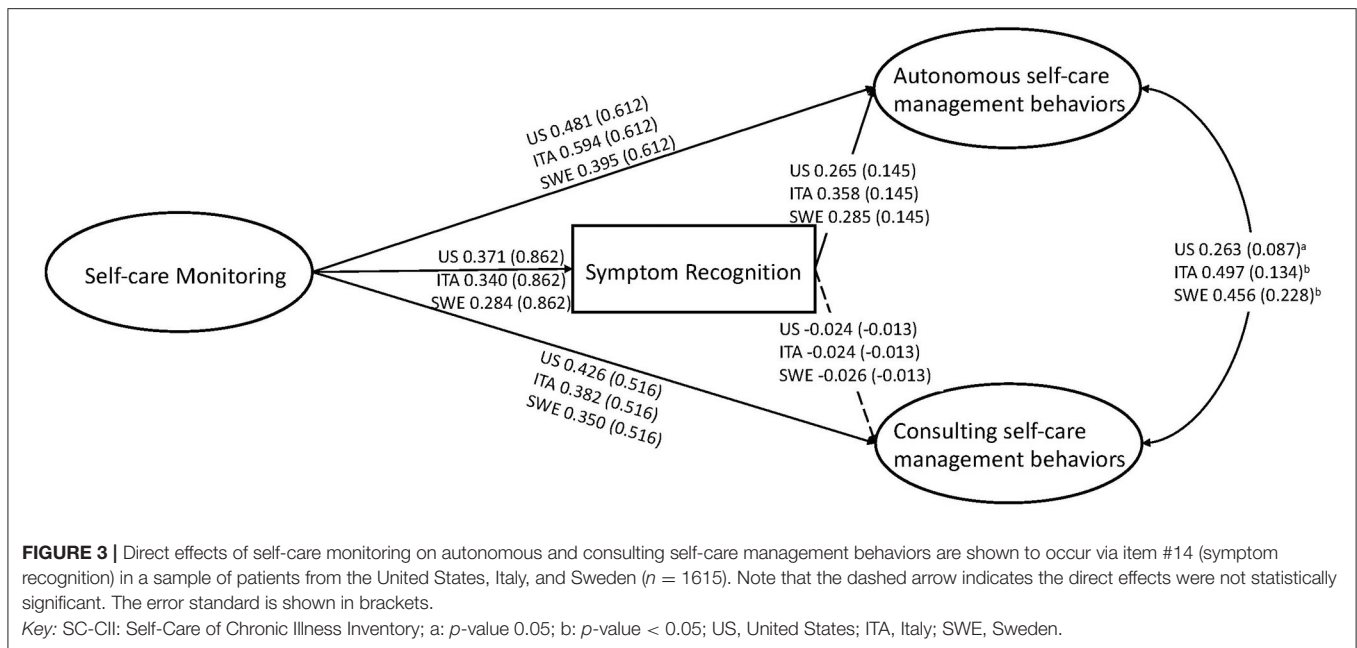 Autonomous self-care
management behaviors
US 0.481 (0.612)
ITA 0.594 (0.612)
SWE 0.395 (0.612)
US 0.265 (0.145)
ITA 0.358 (0.145)
SWE 0.285 (0.145)
Self-care Monitoring
US 0.371 (0.862)
ITA 0.340 (0.862)
SWE 0.284 (0.862)
Symptom Recognition
US 0.263 (0.087)a
ITA 0.497 (0.134)b
SWE 0.456 (0.228)b
US -0.024 (-0.013)
ITA -0.024 (-0.013)
SWE -0.026 (-0.013)
US 0.426 (0.516)
ITA 0.382 (0.516)
SWE 0.350 (0.516)
Consulting self-care
management behaviors
FIGURE 3 | Direct effects of self-care monitoring on autonomous and consulting self-care management behaviors are shown to occur via item #14 (symptom
recognition) in a sample of patients from the United States, Italy, and Sweden (n = 1615). Note that the dashed arrow indicates the direct effects were not statistically
significant. The error standard is shown in brackets.
Key: SC-CII: Self-Care of Chronic Illness Inventory; a: p-value 0.05; b: p-value < 0.05; US, United States; ITA, Italy; SWE, Sweden.